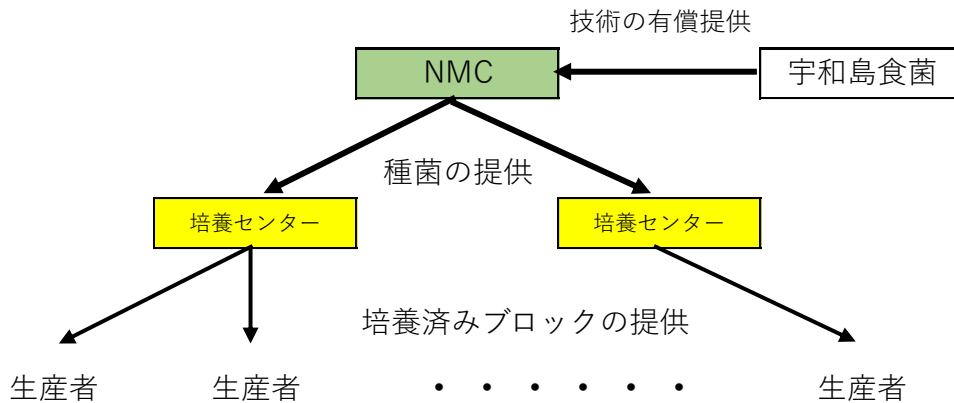 技術の有償提供
NMC
宇和島食菌
種菌の提供
培養センター
培養センター
培養済みブロックの提供
生産者
生産者
・・・・・・
生産者